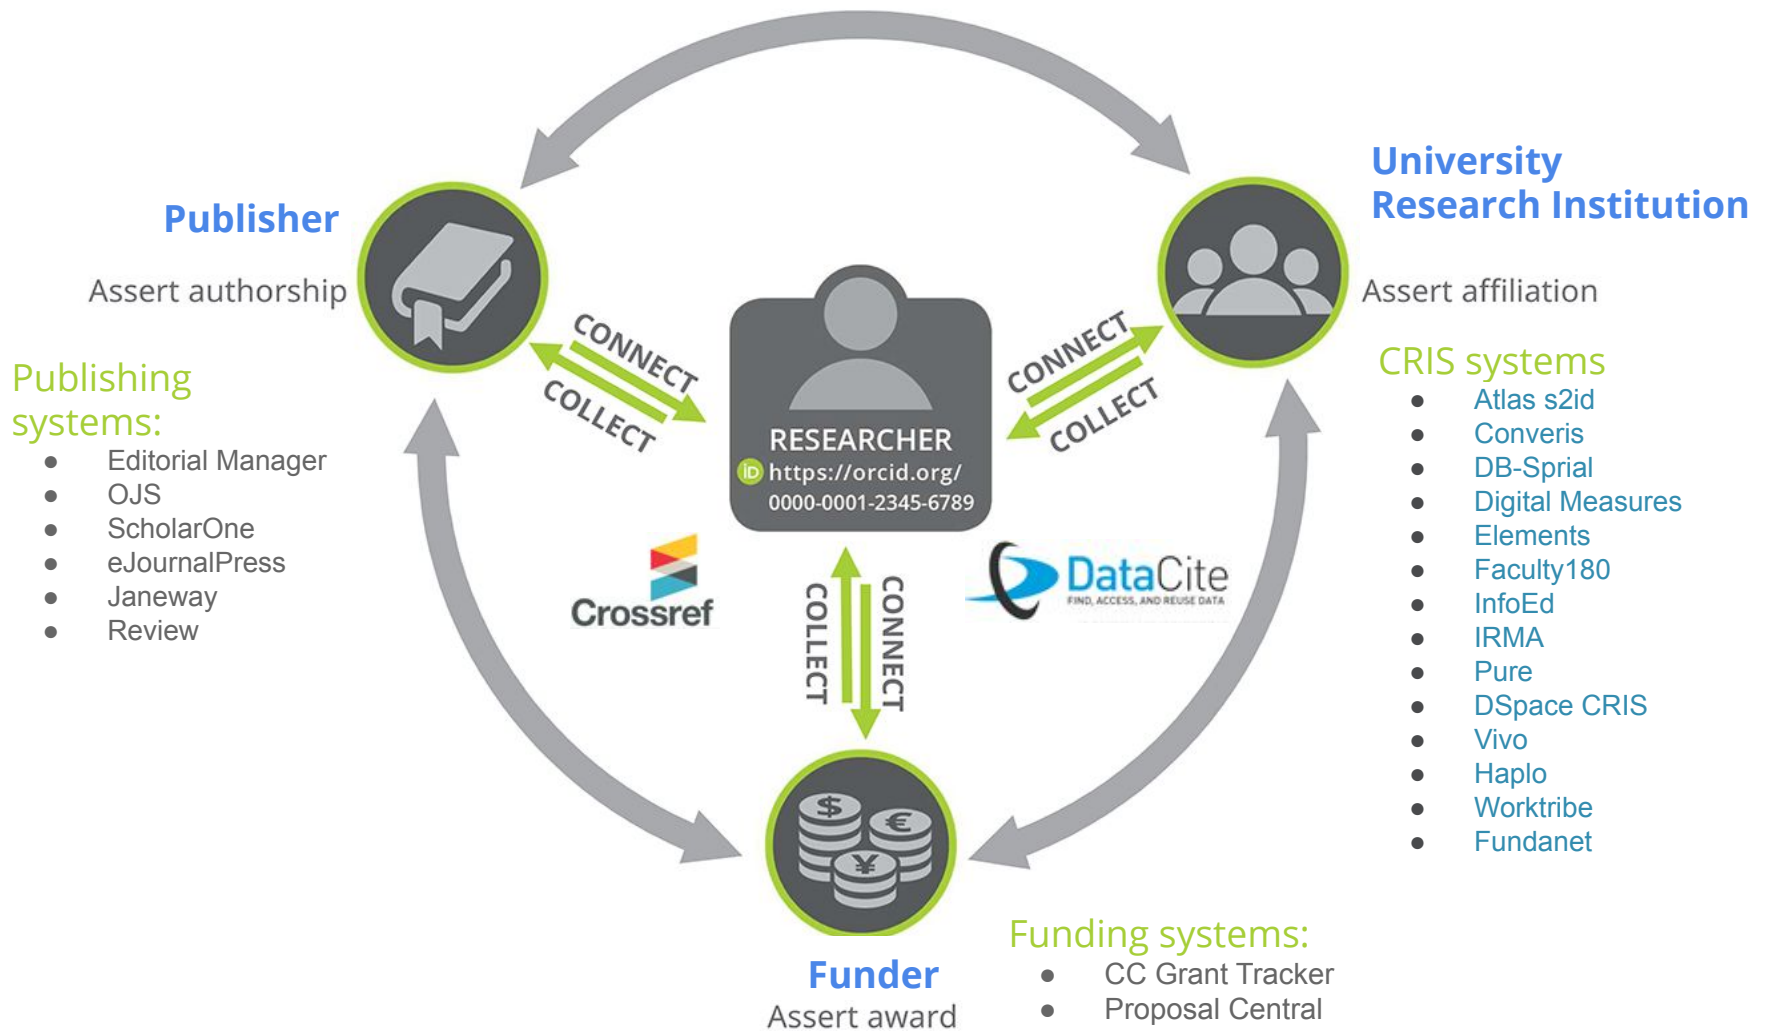 University
Research Institution
Publisher
Assert authorship
Assert affiliation
CONNECT
COLLECT
CONNECT
COLLECT
RESEARCHER
iD https://orcid.org/
0000-0001-2345-6789
Publishing
systems:
● Editorial Manager
● OJS
● ScholarOne
● eJournalPress
● Janeway
● Review
CRIS systems
● Atlas s2id
● Converis
● DB-Sprial
● Digital Measures
● Elements
● Faculty180
● InfoEd
● IRMA
● Pure
● DSpace CRIS
● Vivo
● Haplo
● Worktribe
● Fundanet
Crossref
DataCite
FIND, ACCESS, AND REUSE DATA
COLLECT
CONNECT
$
€
¥
Funder
Assert award
Funding systems:
● CC Grant Tracker
● Proposal Central